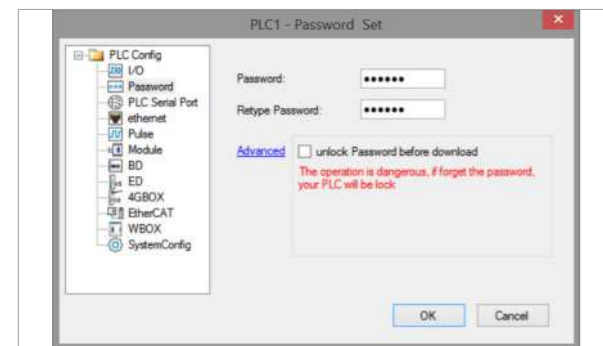 PLC1 - Password Set
PLC Config
I/O
Password
PLC Serial Port
ethernet
Pulse
Module
BD
ED
4GBOX
EtherCAT
WBOX
SystemConfig
Password:
••••••
Retype Password:
••••••
Advanced
unlock Password before download
The operation is dangerous, if forget the password,
your PLC will be lock
OK
Cancel